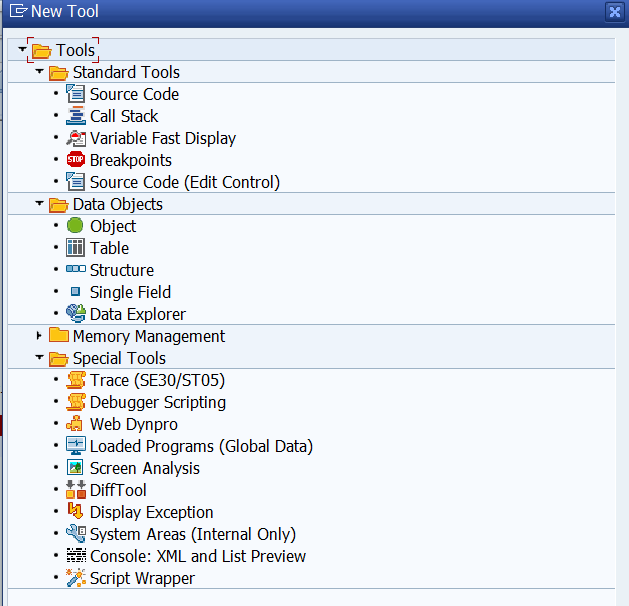 New Tool
Tools
Standard Tools
Source Code
Call Stack
Variable Fast Display
STOP Breakpoints
Source Code (Edit Control)
Data Objects
Object
Table
Structure
Single Field
Data Explorer
Memory Management
Special Tools
Trace (SE30/ST05)
Debugger Scripting
Web Dynpro
Loaded Programs (Global Data)
Screen Analysis
DiffTool
Display Exception
System Areas (Internal Only)
Console: XML and List Preview
Script Wrapper